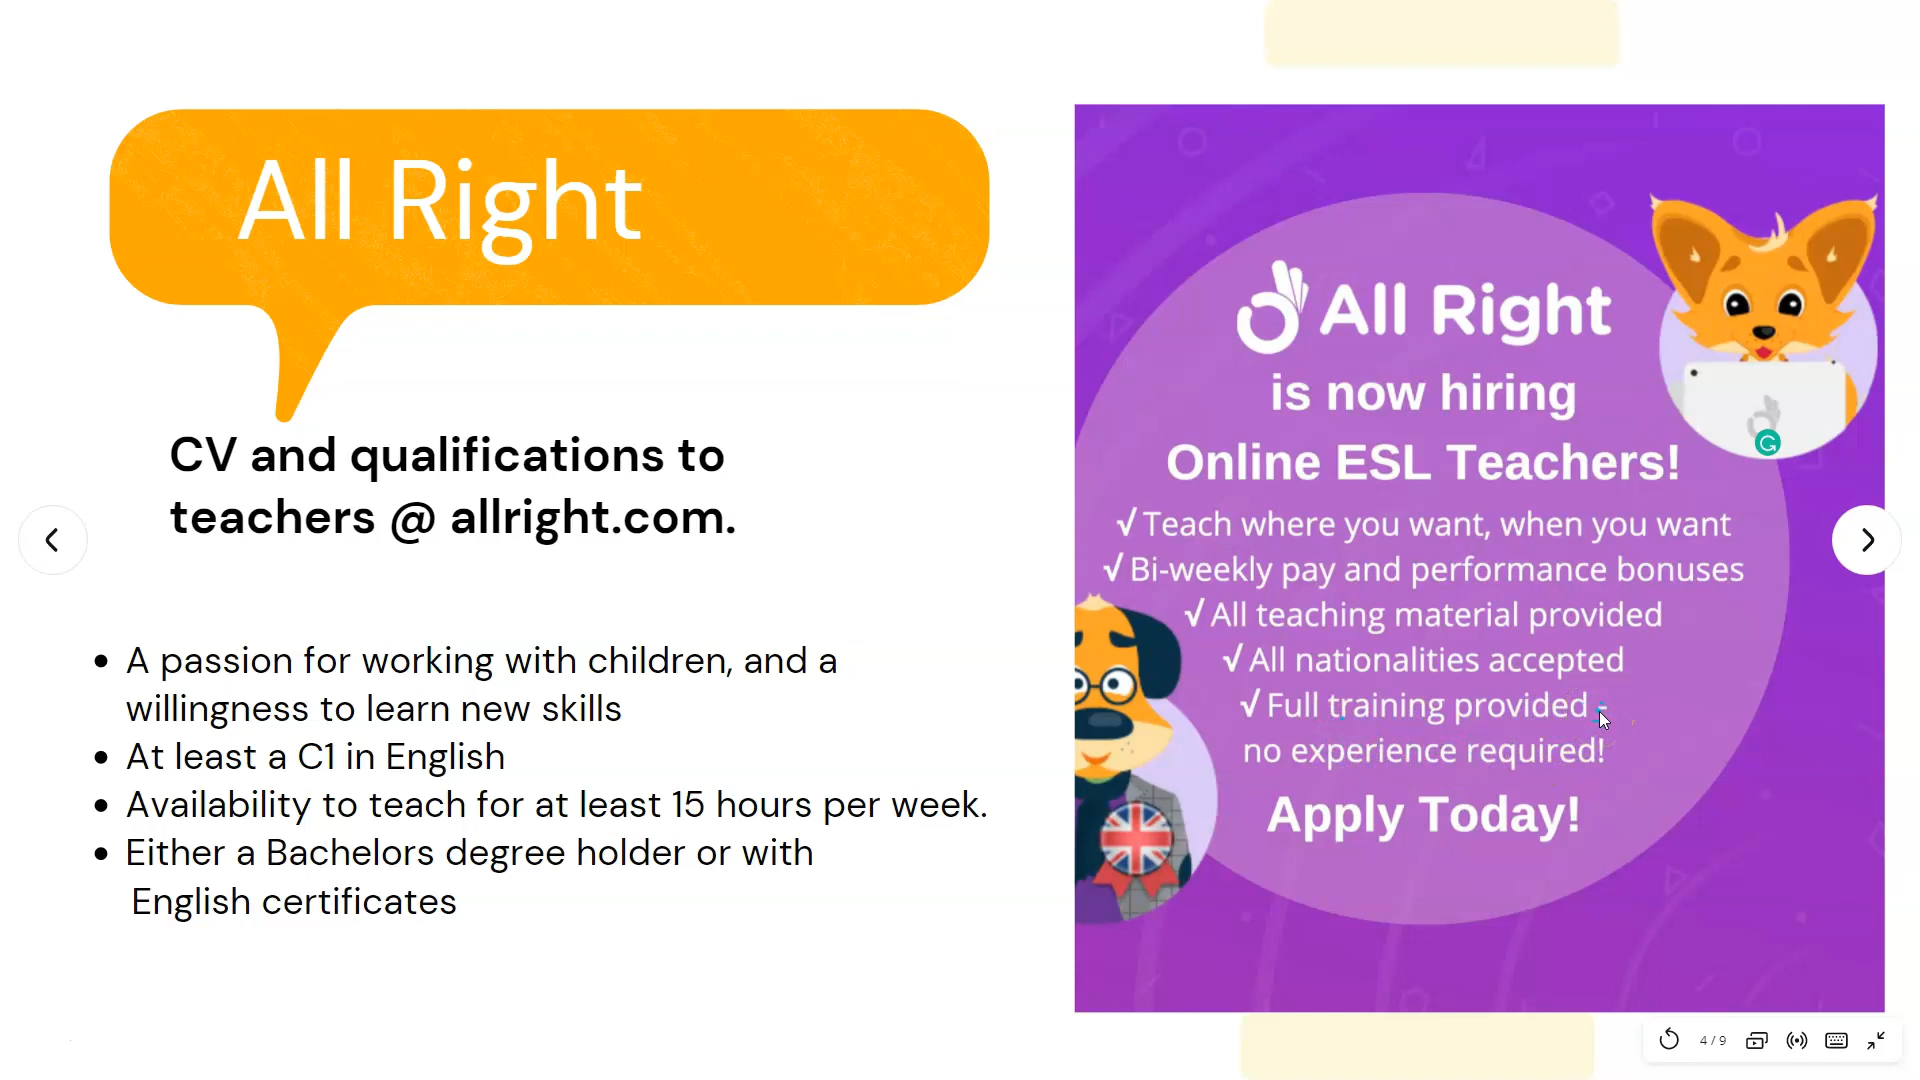 All Right
CV and qualifications to
teachers @ allright.com.
• A passion for working with children, and a
willingness to learn new skills
• At least a C1 in English
• Availability to teach for at least 15 hours per week.
• Either a Bachelors degree holder or with
English certificates
All Right
is now hiring
Online ESL Teachers!
√ Teach where you want, when you want
√ Bi-weekly pay and performance bonuses
√ All teaching material provided
√ All nationalities accepted
√ Full training provided -
no experience required!
Apply Today!
4 / 9